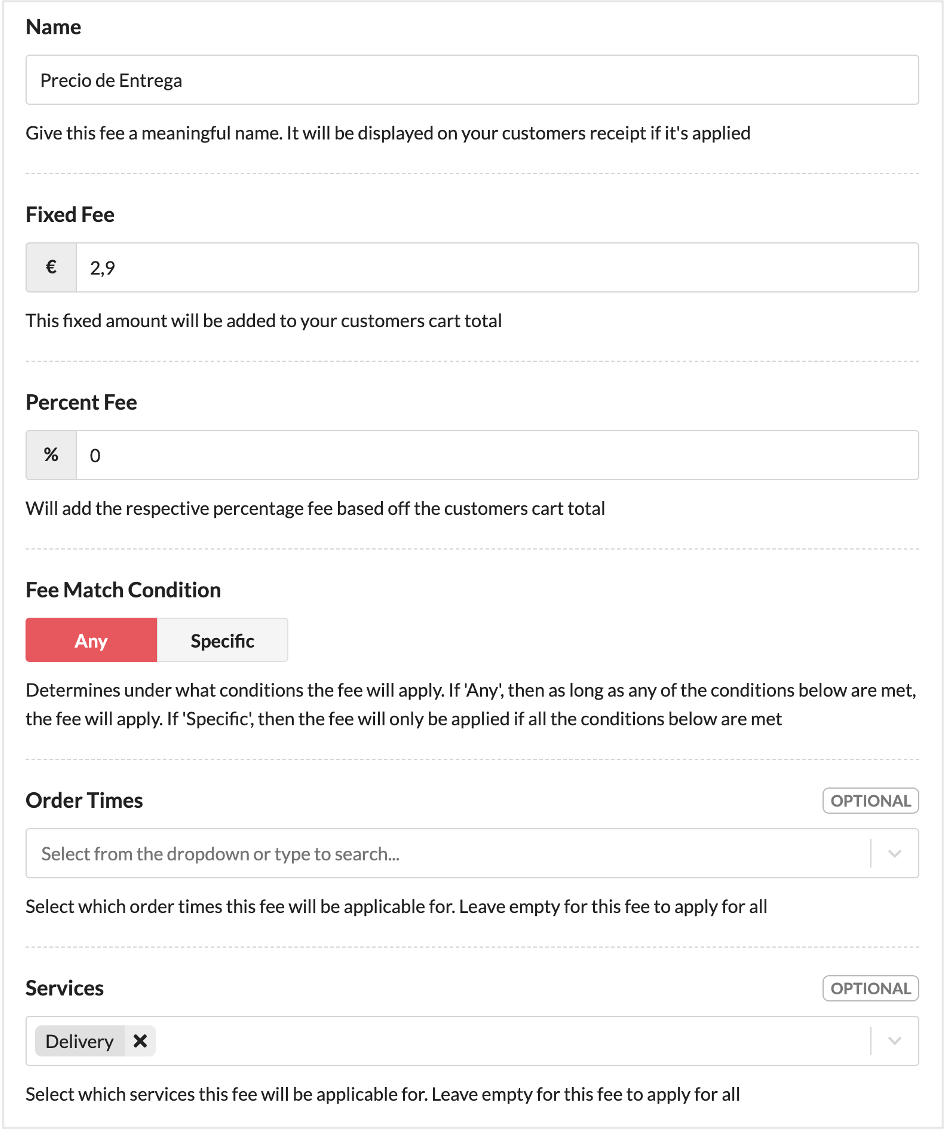 Name
Precio de Entrega
Give this fee a meaningful name. It will be displayed on your customers receipt if it's applied
Fixed Fee
€ 2,9
This fixed amount will be added to your customers cart total
Percent Fee
% 0
Will add the respective percentage fee based off the customers cart total
Fee Match Condition
Any Specific
Determines under what conditions the fee will apply. If 'Any', then as long as any of the conditions below are met,
the fee will apply. If 'Specific', then the fee will only be applied if all the conditions below are met
Order Times OPTIONAL
Select from the dropdown or type to search...
Select which order times this fee will be applicable for. Leave empty for this fee to apply for all
Services OPTIONAL
Delivery
Select which services this fee will be applicable for. Leave empty for this fee to apply for all